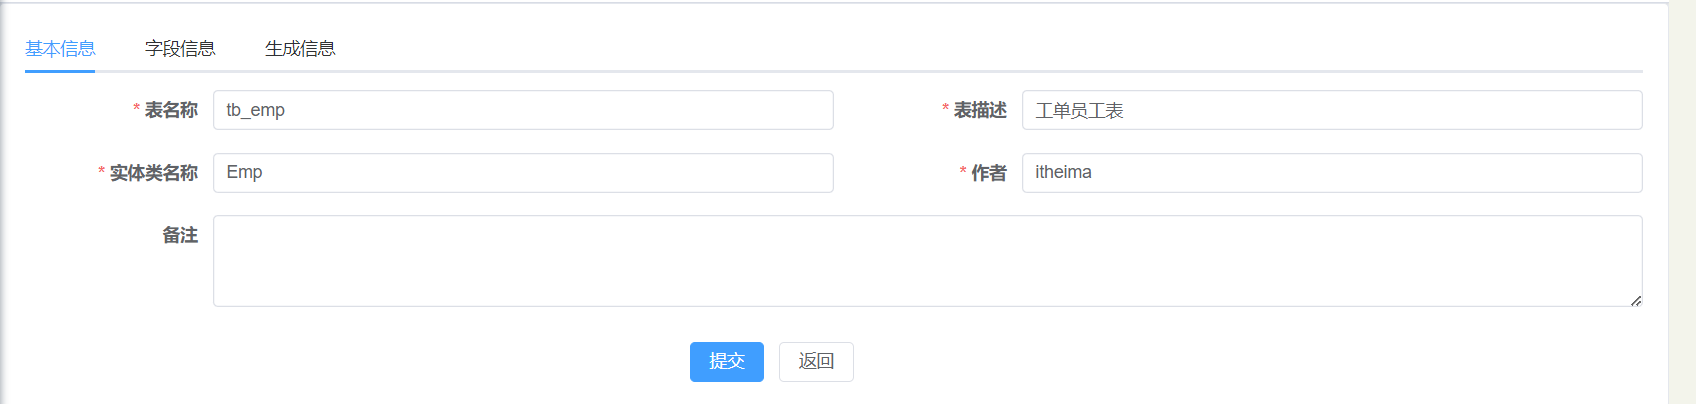 基本信息 字段信息 生成信息
* 表名称 tb_emp * 表描述 工单员工表
* 实体类名称 Emp * 作者 itheima
备注
提交 返回